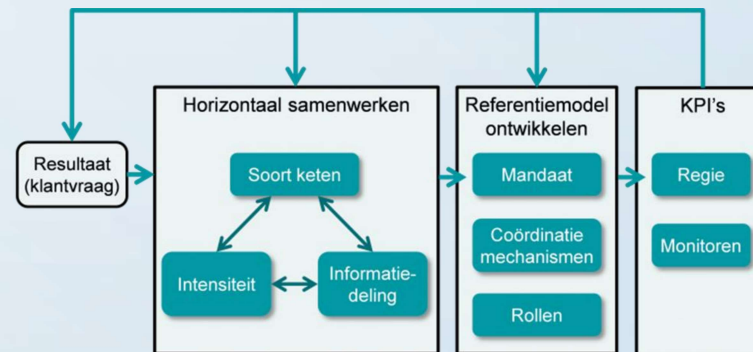 Resultaat
(klantvraag)
Horizontaal samenwerken
Soort keten
Intensiteit
Informatie-
deling
Referentiemodel
ontwikkelen
Mandaat
Coördinatie
mechanismen
Rollen
KPI's
Regie
Monitoren